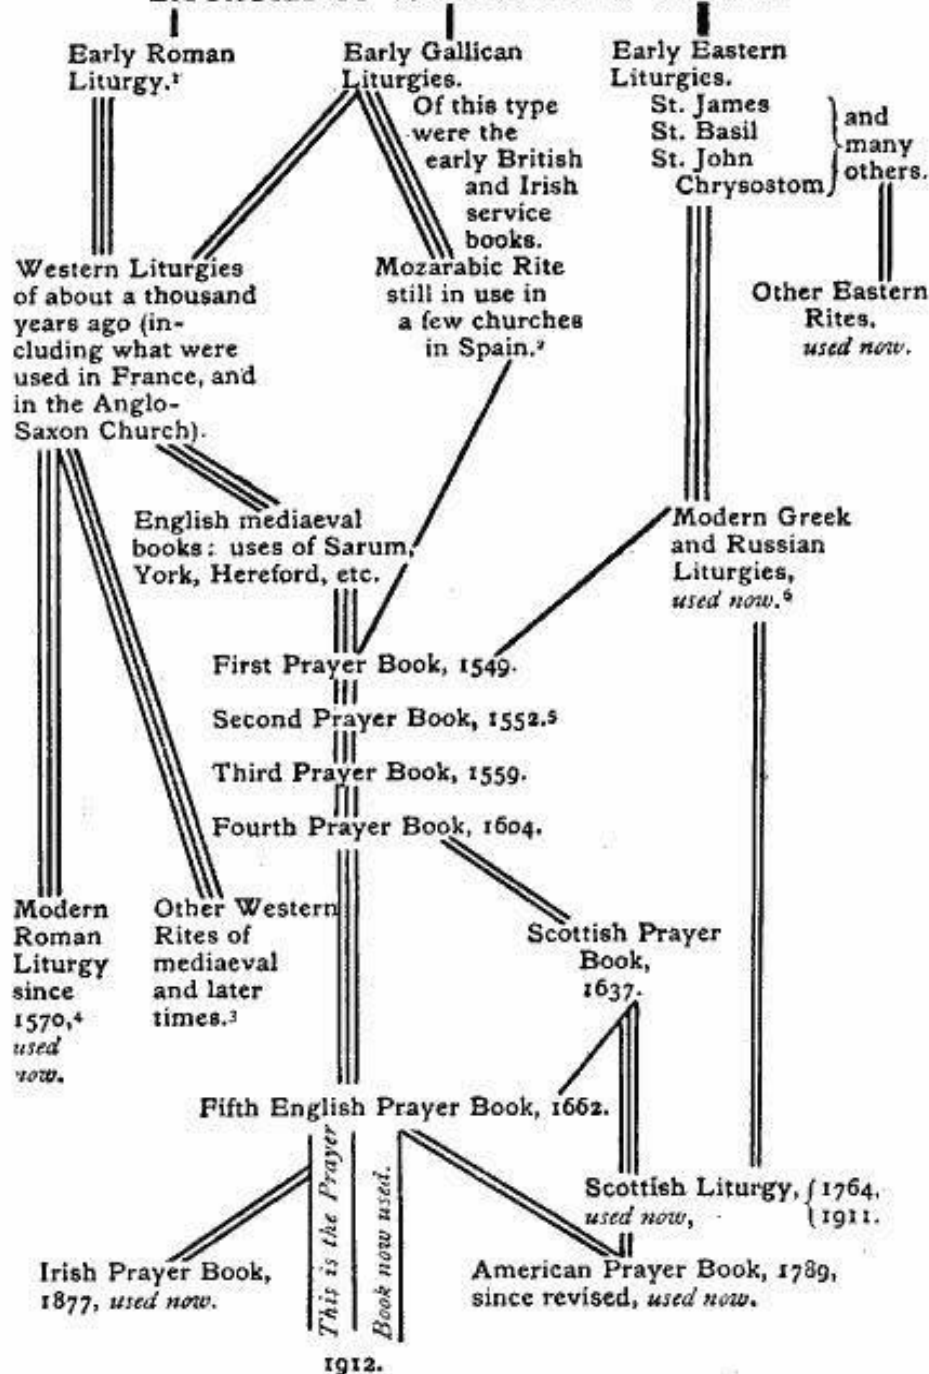 Early Roman
Liturgy.¹
Early Gallican
Liturgies.
Of this type
were the
early British
and Irish
service
books.
Early Eastern
Liturgies.
St. James
St. Basil
St. John
Chrysostom
and
many
others.
Western Liturgies
of about a thousand
years ago (in-
cluding what were
used in France, and
in the Anglo-
Saxon Church).
Mozarabic Rite
still in use in
a few churches
in Spain.²
Other Eastern
Rites,
used now.
English mediaeval
books: uses of Sarum,
York, Hereford, etc.
Modern Greek
and Russian
Liturgies,
used now.⁶
First Prayer Book, 1549.
Second Prayer Book, 1552.⁵
Third Prayer Book, 1559.
Fourth Prayer Book, 1604.
Modern
Roman
Liturgy
since
1570,⁴
used
now.
Other Western
Rites of
mediaeval
and later
times.³
Scottish Prayer
Book,
1637.
Fifth English Prayer Book, 1662.
This is the Prayer
Book now used.
Scottish Liturgy, { 1764,
used now, { 1911.
Irish Prayer Book,
1877, used now.
American Prayer Book, 1789,
since revised, used now.
1912.